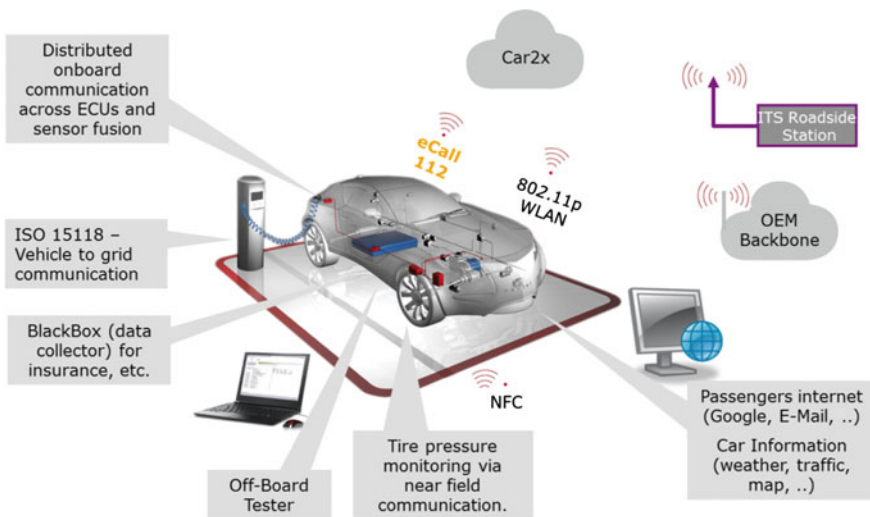 Distributed
onboard
communication
across ECUs and
sensor fusion
Car2x
ITS Roadside
Station
eCall
112
802.11p
WLAN
OEM
Backbone
ISO 15118 –
Vehicle to grid
communication
BlackBox (data
collector) for
insurance, etc.
NFC
Off-Board
Tester
Tire pressure
monitoring via
near field
communication.
Passengers internet
(Google, E-Mail, ..)
Car Information
(weather, traffic,
map, ..)